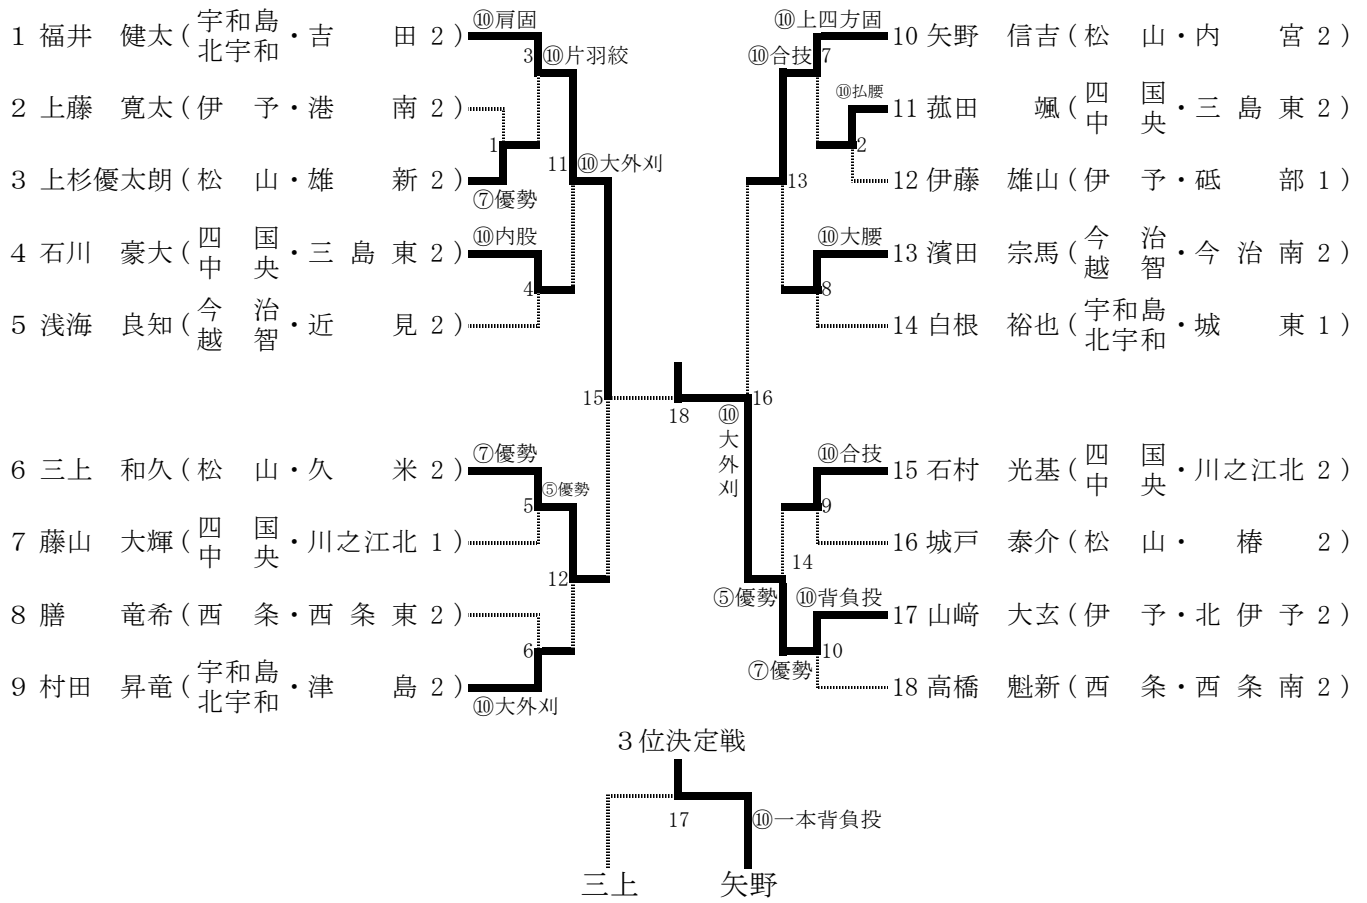 ⑩肩固
1 福井 健太(宇和島北宇和・吉 田 2)
3 ⑩片羽絞
2 上藤 寛太(伊 予・港 南 2)
1
3 上杉優太朗(松 山・雄 新 2)
⑦優勢
11 ⑩大外刈
⑩内股
4 石川 豪大(四国中央・三 島 東 2)
4
5 浅海 良知(今治越智・近 見 2)
15
⑦優勢
6 三上 和久(松 山・久 米 2)
5 ⑤優勢
7 藤山 大輝(四国中央・川之江北 1)
12
8 膳 竜希(西 条・西 条 東 2)
6
9 村田 昇竜(宇和島北宇和・津 島 2)
⑩大外刈
18
⑩大外刈
⑩上四方固
10 矢野 信吉(松 山・内 宮 2)
⑩合技 7
⑩払腰
11 菰田 颯(四国中央・三 島 東 2)
2
12 伊藤 雄山(伊 予・砥 部 1)
13
⑩大腰
13 濱田 宗馬(今治越智・今 治 南 2)
8
14 白根 裕也(宇和島北宇和・城 東 1)
16
⑩合技
15 石村 光基(四国中央・川之江北 2)
9
16 城戸 泰介(松 山・椿 2)
14
⑤優勢 ⑩背負投
17 山﨑 大玄(伊 予・北 伊 予 2)
10
⑦優勢
18 高橋 魁新(西 条・西 条 南 2)
３位決定戦
17 ⑩一本背負投
三上 矢野